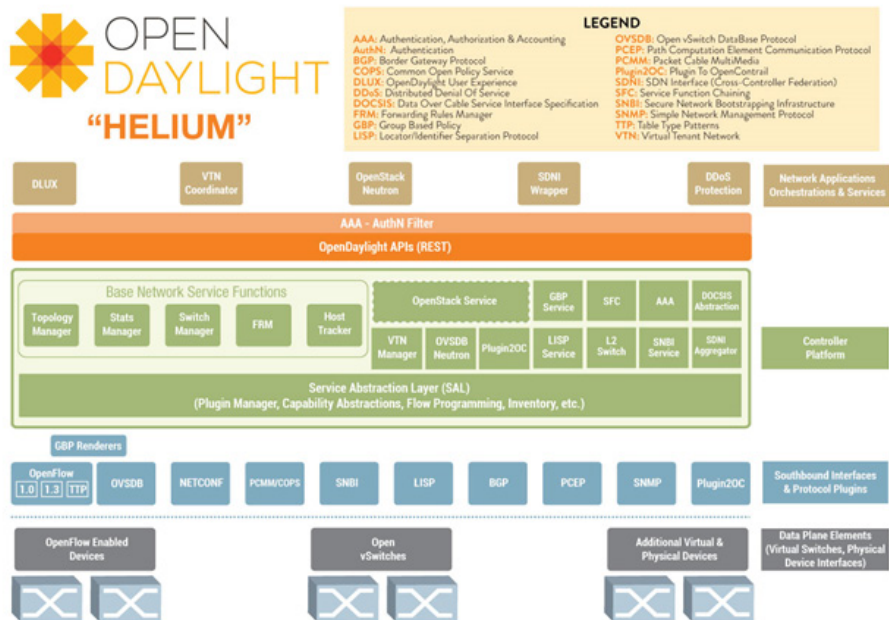 OPEN
DAYLIGHT
"HELIUM"
LEGEND
AAA: Authentication, Authorization & Accounting
AuthN: Authentication
BGP: Border Gateway Protocol
COPS: Common Open Policy Service
DLUX: OpenDaylight User Experience
DDoS: Distributed Denial Of Service
DOCSIS: Data Over Cable Service Interface Specification
FRM: Forwarding Rules Manager
GBP: Group Based Policy
LISP: Locator/Identifier Separation Protocol
OVSDB: Open vSwitch DataBase Protocol
PCEP: Path Computation Element Communication Protocol
PCMM: Packet Cable MultiMedia
Plugin2OC: Plugin To OpenContrail
SDNI: SDN Interface (Cross-Controller Federation)
SFC: Service Function Chaining
SNBI: Secure Network Bootstrapping Infrastructure
SNMP: Simple Network Management Protocol
TTP: Table Type Patterns
VTN: Virtual Tenant Network
DLUX
VTN
Coordinator
OpenStack
Neutron
SDNI
Wrapper
DDoS
Protection
Network Applications
Orchestrations & Services
AAA - AuthN Filter
OpenDaylight APIs (REST)
Base Network Service Functions
Topology
Manager
Stats
Manager
Switch
Manager
FRM
Host
Tracker
OpenStack Service
GBP
Service
SFC
AAA
DOCSIS
Abstraction
VTN
Manager
OVSDB
Neutron
Plugin2OC
LISP
Service
L2
Switch
SNBI
Service
SDNI
Aggregator
Controller
Platform
Service Abstraction Layer (SAL)
(Plugin Manager, Capability Abstractions, Flow Programming, Inventory, etc.)
GBP Renderers
OpenFlow
1.0 1.3 TTP
OVSDB
NETCONF
PCMM/COPS
SNBI
LISP
BGP
PCEP
SNMP
Plugin2OC
Southbound Interfaces
& Protocol Plugins
OpenFlow Enabled
Devices
Open
vSwitches
Additional Virtual &
Physical Devices
Data Plane Elements
(Virtual Switches, Physical
Device Interfaces)